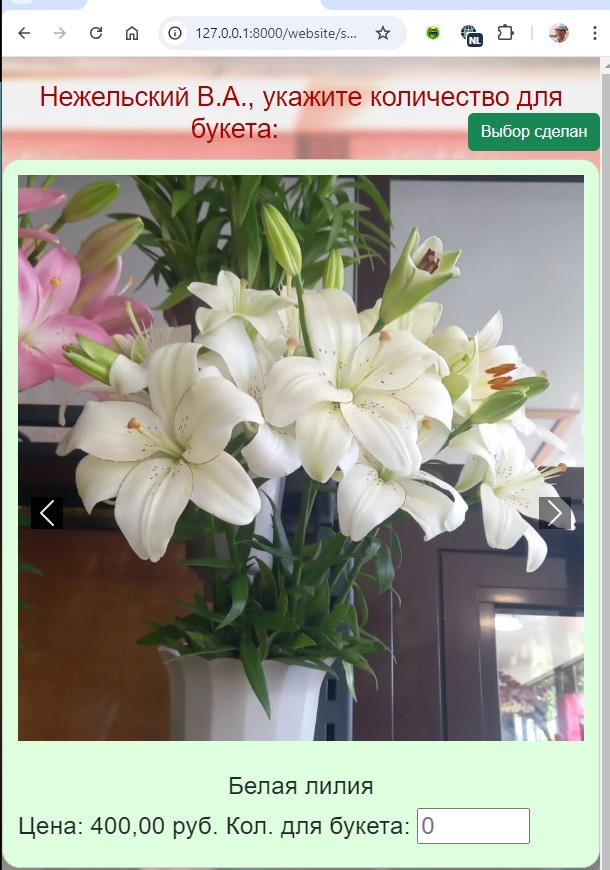 127.0.0.1:8000/website/s...
NL
Нежельский В.А., укажите количество для
букета:
Выбор сделан
Белая лилия
Цена: 400,00 руб. Кол. для букета: 0